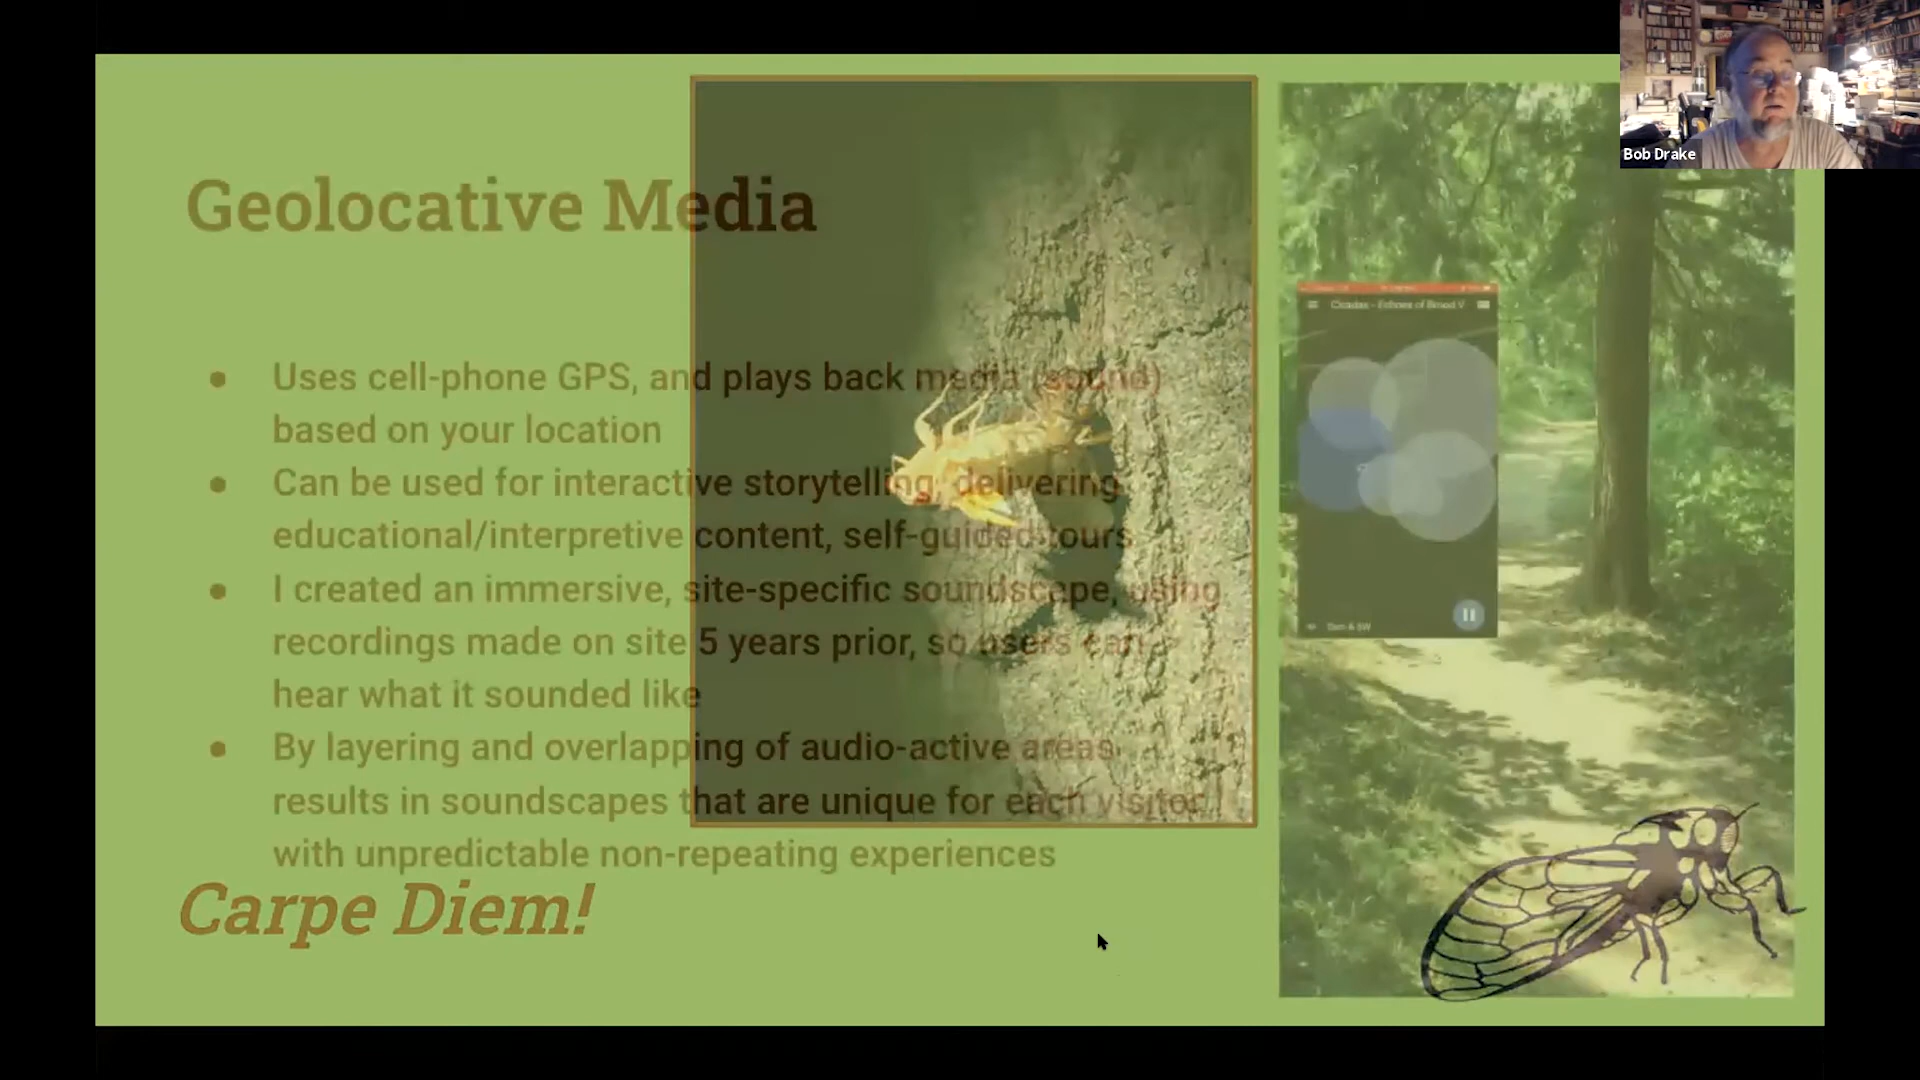 Bob Drake
Geolocative Media
Uses cell-phone GPS, and plays back media (sound)
based on your location
Can be used for interactive storytelling, delivering
educational/interpretive content, self-guided tours
I created an immersive, site-specific soundscape, using
recordings made on site 5 years prior, so users can
hear what it sounded like
By layering and overlapping of audio-active areas
results in soundscapes that are unique for each visitor
with unpredictable non-repeating experiences
Carpe Diem!
Cicadas - Echoes of Brood V